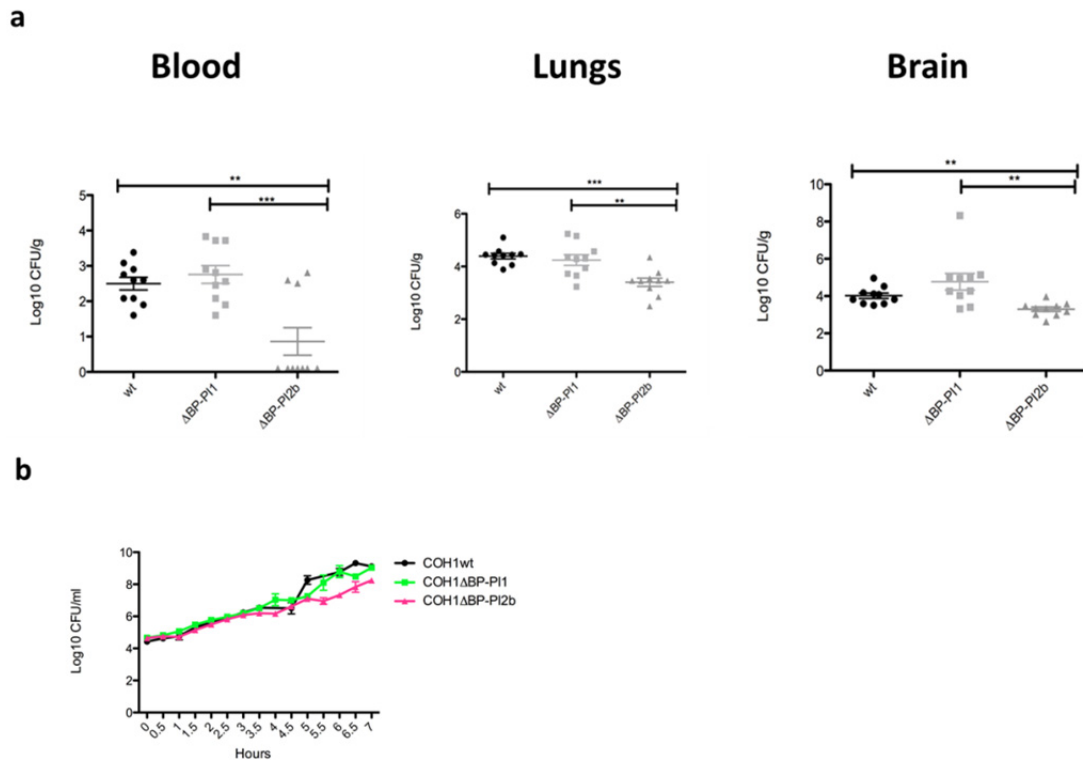 a
Blood
Lungs
Brain
**
***
Log10 CFU/g
5
4
3
2
1
0
wt
ΔBP-PI1
ΔBP-PI2b
***
**
Log10 CFU/g
6
4
2
0
wt
ΔBP-PI1
ΔBP-PI2b
**
**
Log10 CFU/g
10
8
6
4
2
0
wt
ΔBP-PI1
ΔBP-PI2b
b
Log10 CFU/ml
10
8
6
4
2
0
0 0.5 1 1.5 2 2.5 3 3.5 4 4.5 5 5.5 6 6.5 7
Hours
COH1wt
COH1ΔBP-PI1
COH1ΔBP-PI2b